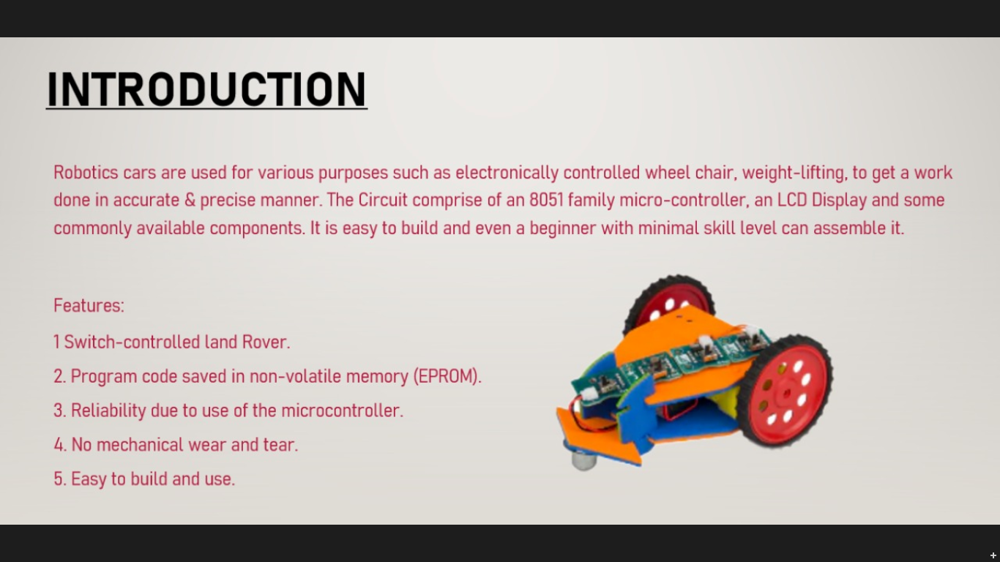 INTRODUCTION
Robotics cars are used for various purposes such as electronically controlled wheel chair, weight-lifting, to get a work
done in accurate & precise manner. The Circuit comprise of an 8051 family micro-controller, an LCD Display and some
commonly available components. It is easy to build and even a beginner with minimal skill level can assemble it.
Features:
1 Switch-controlled land Rover.
2. Program code saved in non-volatile memory (EPROM).
3. Reliability due to use of the microcontroller.
4. No mechanical wear and tear.
5. Easy to build and use.